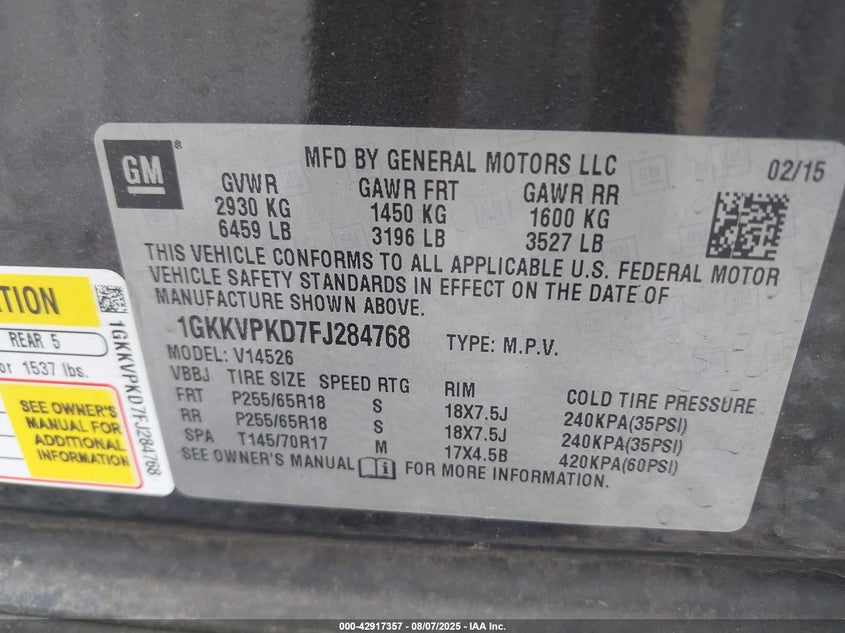 GM
MFD BY GENERAL MOTORS LLC
02/15
GVWR GAWR FRT GAWR RR
2930 KG 1450 KG 1600 KG
6459 LB 3196 LB 3527 LB
THIS VEHICLE CONFORMS TO ALL APPLICABLE U.S. FEDERAL MOTOR
VEHICLE SAFETY STANDARDS IN EFFECT ON THE DATE OF
MANUFACTURE SHOWN ABOVE.
1GKKVPKD7FJ284768 TYPE: M.P.V.
MODEL: V14526
VBBJ TIRE SIZE SPEED RTG RIM COLD TIRE PRESSURE
FRT P255/65R18 S 18X7.5J 240KPA(35PSI)
RR P255/65R18 S 18X7.5J 240KPA(35PSI)
SPA T145/70R17 M 17X4.5B 420KPA(60PSI)
SEE OWNER'S MANUAL FOR MORE INFORMATION.
REAR 5
or 1537 lbs.
SEE OWNER'S
MANUAL FOR
ADDITIONAL
INFORMATION
1GKKVPKD7FJ284768
000-42917357 - 08/07/2025 - IAA Inc.